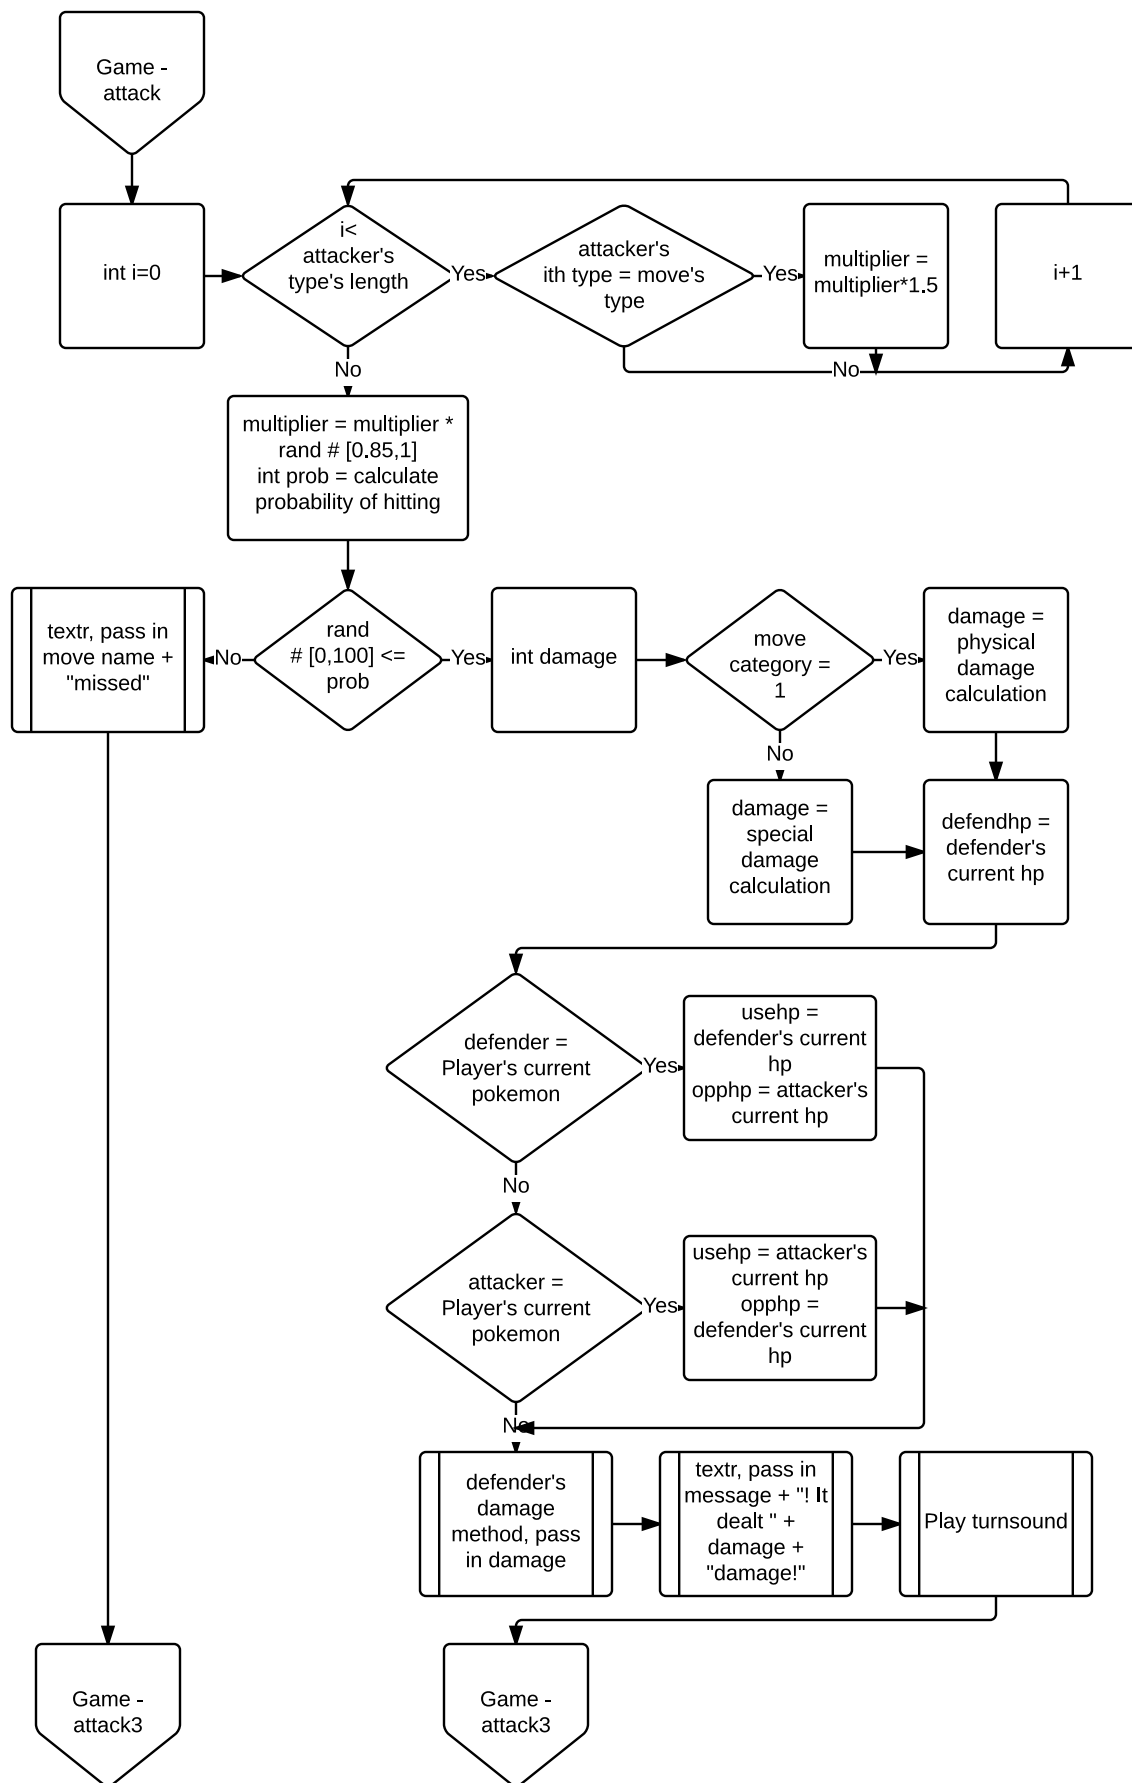 Game -
attack
int i=0
i<
attacker's
type's length
Yes
attacker's
ith type = move's
type
Yes
multiplier =
multiplier*1.5
i+1
No
No
multiplier = multiplier *
rand # [0.85,1]
int prob = calculate
probability of hitting
textr, pass in
move name +
"missed"
No
rand
# [0,100] <=
prob
Yes
int damage
move
category =
1
Yes
damage =
physical
damage
calculation
No
damage =
special
damage
calculation
defendhp =
defender's
current hp
defender =
Player's current
pokemon
Yes
usehp =
defender's current
hp
opphp = attacker's
current hp
No
attacker =
Player's current
pokemon
Yes
usehp = attacker's
current hp
opphp =
defender's current
hp
No
defender's
damage
method, pass
in damage
textr, pass in
message + "! It
dealt " +
damage +
"damage!"
Play turnsound
Game -
attack3
Game -
attack3